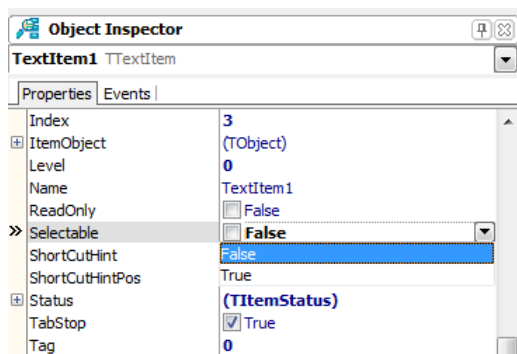 Object Inspector
TextItem1 TTextItem
Properties Events
Index 3
ItemObject (TObject)
Level 0
Name TextItem1
ReadOnly False
Selectable False
ShortCutHint False
ShortCutHintPos True
Status (TItemStatus)
TabStop True
Tag 0